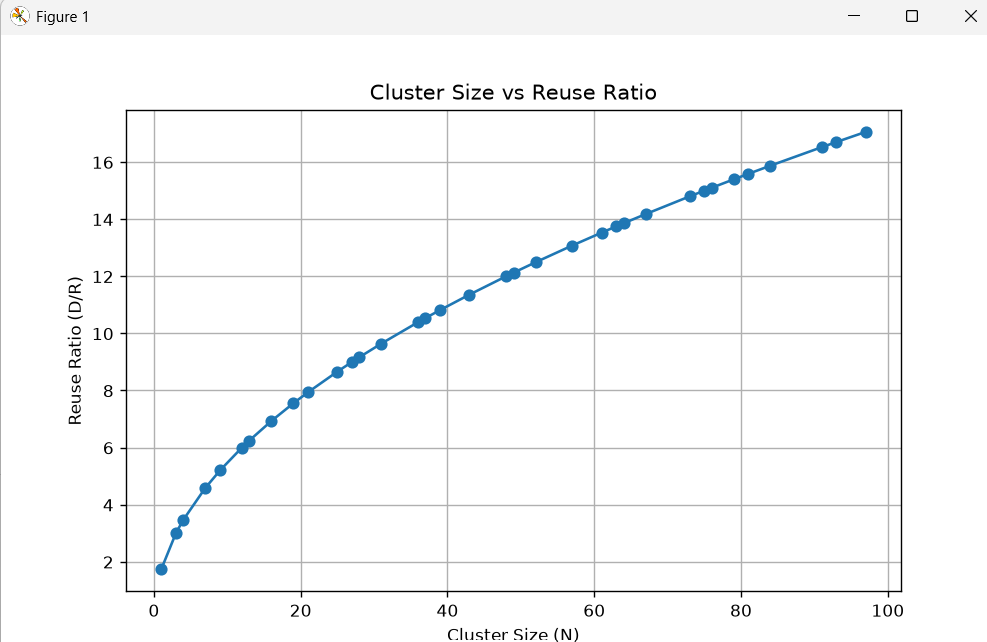 Figure 1
Cluster Size vs Reuse Ratio
Reuse Ratio (D/R)
16
14
12
10
8
6
4
2
0 20 40 60 80 100
Cluster Size (N)